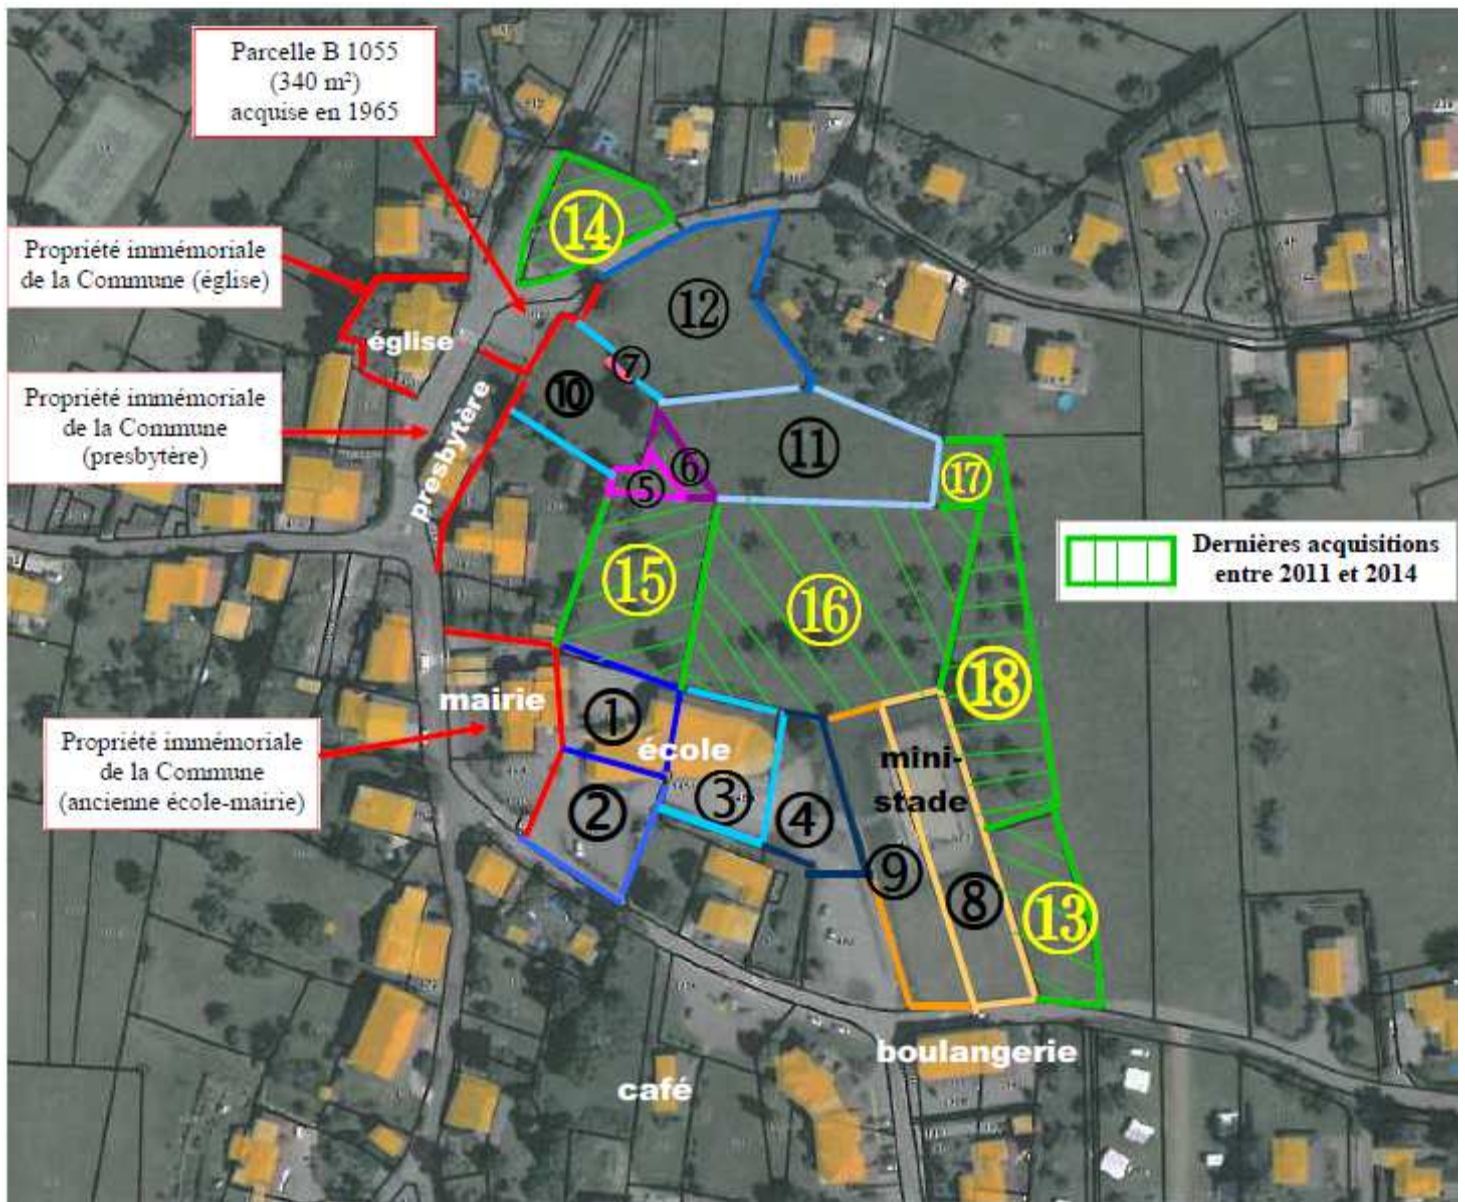 Parcelle B 1055
(340 m²)
acquise en 1965
⑭
Propriété immémoriale
de la Commune (église)
⑫
église
⑦
⑩
Propriété immémoriale
de la Commune
(presbytère)
presbytère
⑪
⑥
⑤
⑰
Dernières acquisitions
entre 2011 et 2014
⑮
⑯
⑱
mairie
①
école
Propriété immémoriale
de la Commune
(ancienne école-mairie)
mini-
stade
②
③
④
⑨
⑧
⑬
boulangerie
café